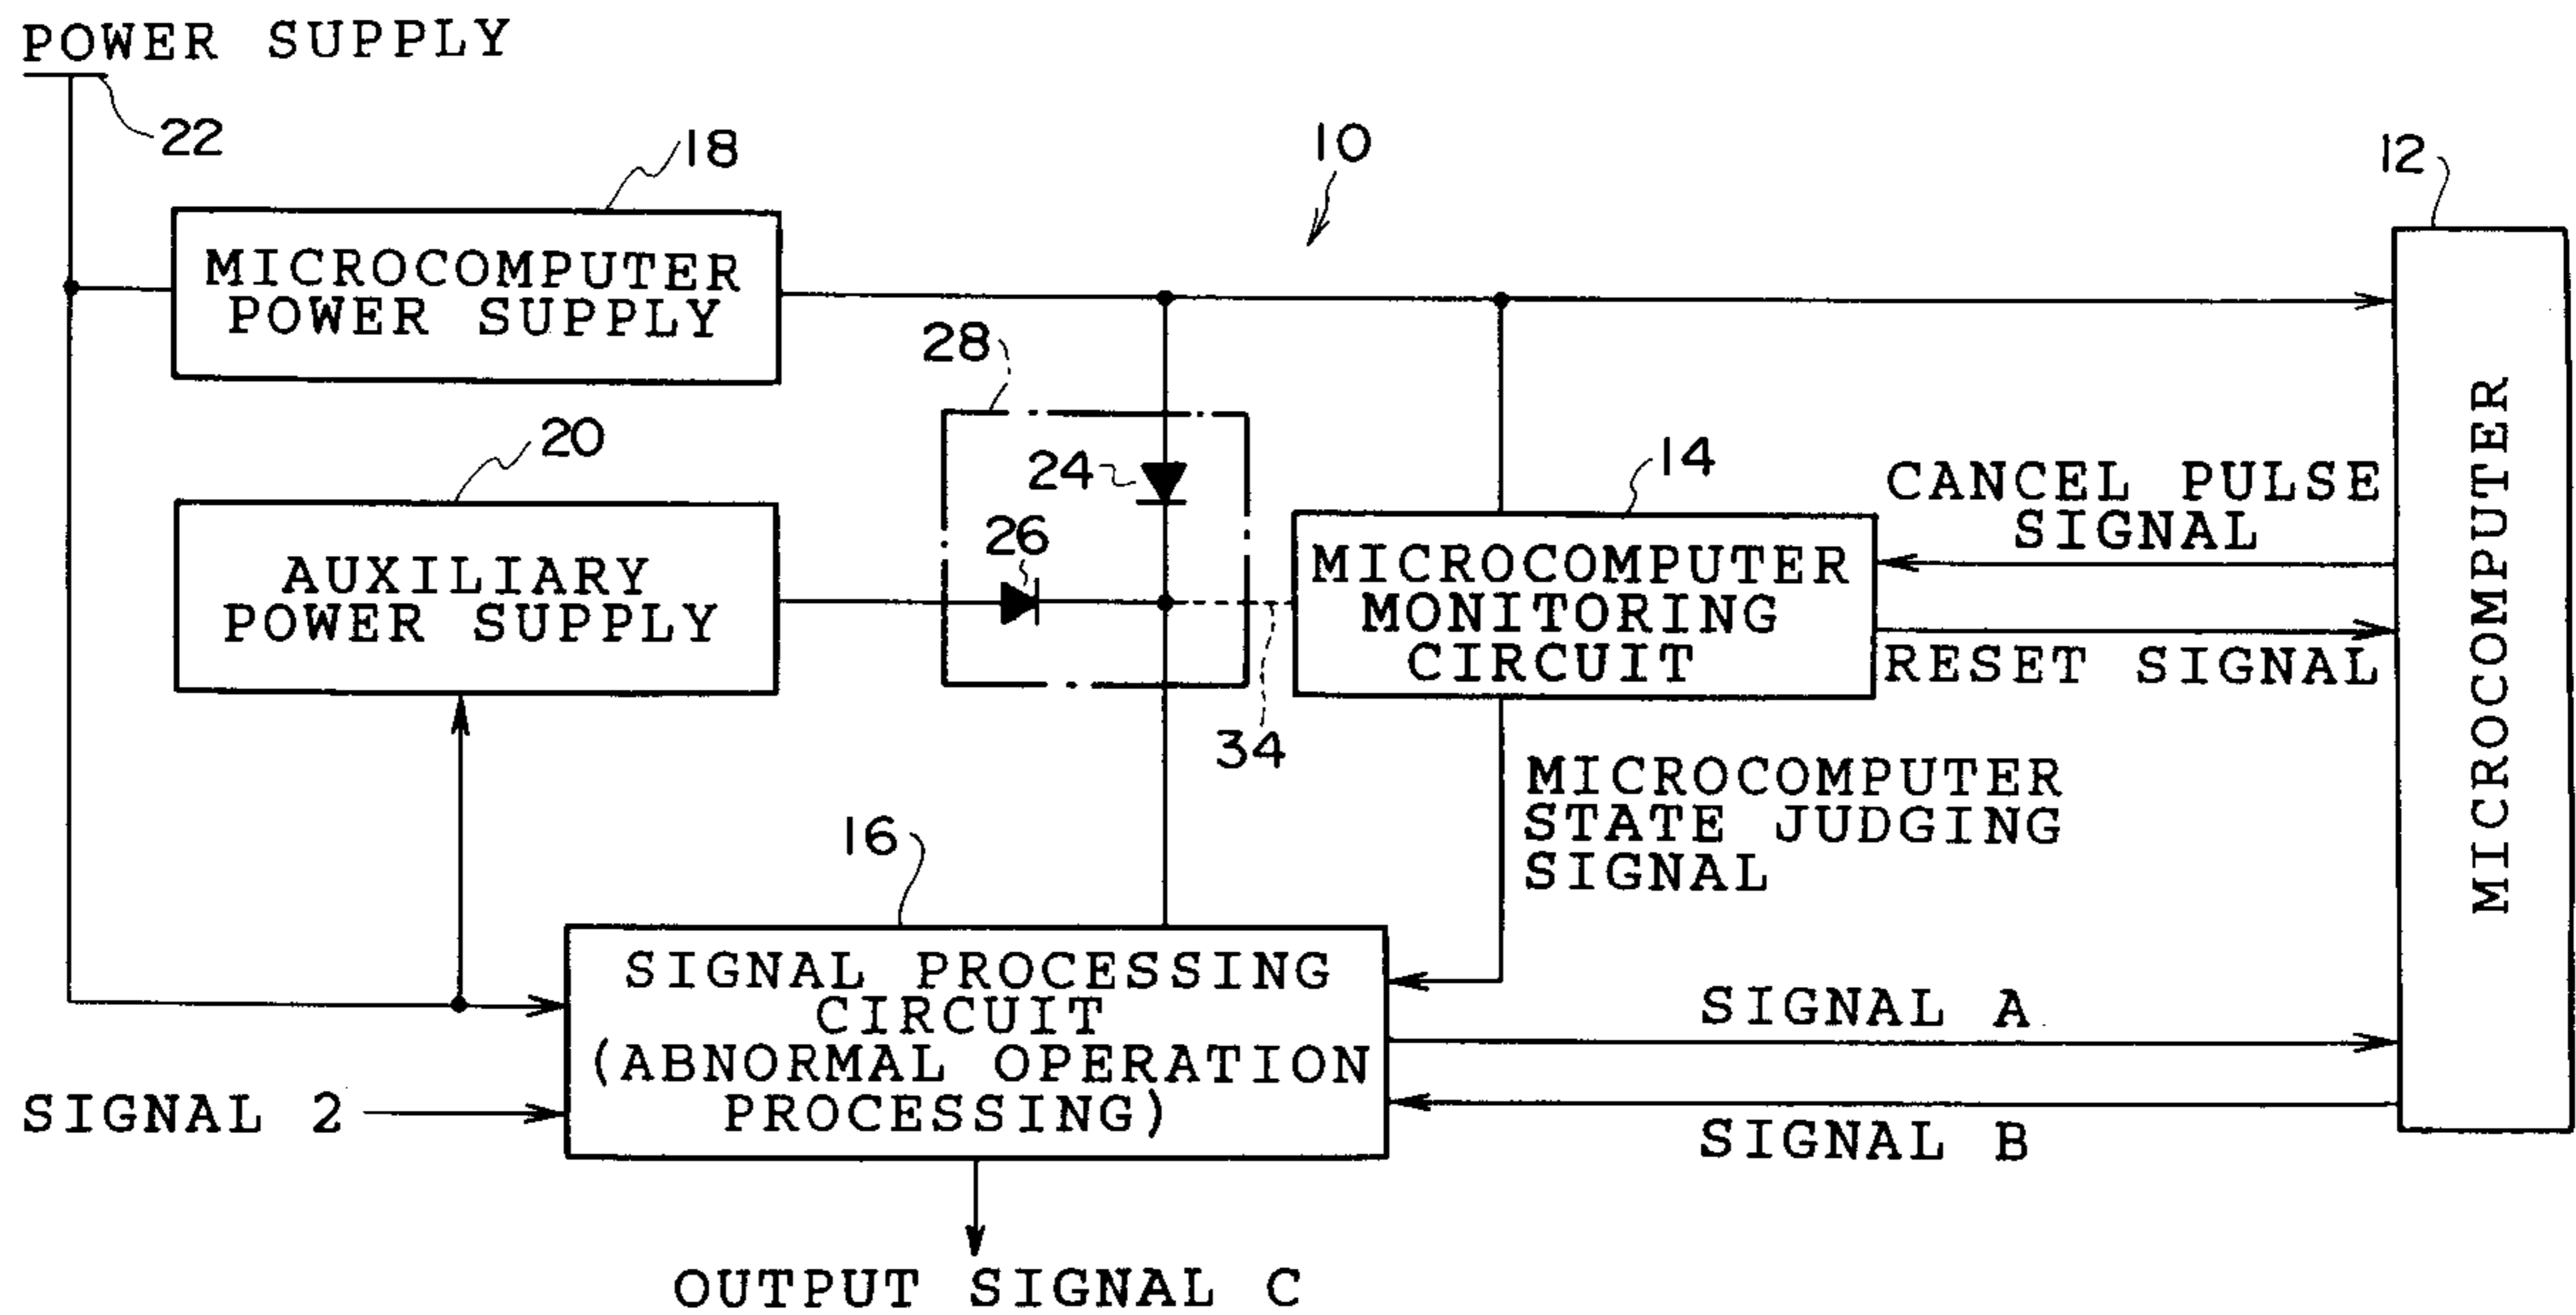 POWER SUPPLY
22
18
10
12
MICROCOMPUTER
POWER SUPPLY
28
20
24
14
CANCEL PULSE
SIGNAL
26
AUXILIARY
POWER SUPPLY
MICROCOMPUTER
MONITORING
CIRCUIT
RESET SIGNAL
MICROCOMPUTER
34
MICROCOMPUTER
STATE JUDGING
SIGNAL
16
SIGNAL PROCESSING
CIRCUIT
(ABNORMAL OPERATION
PROCESSING)
SIGNAL A
SIGNAL 2
SIGNAL B
OUTPUT SIGNAL C